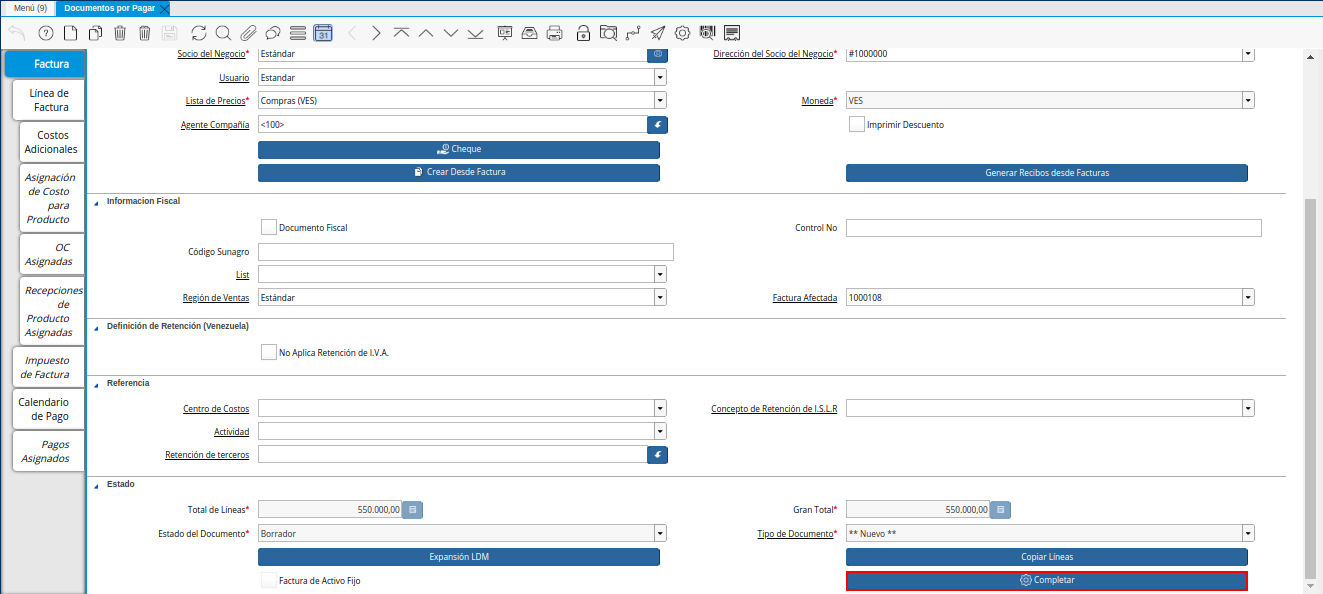 Menú (9)
Documentos por Pagar
31
Factura
Línea de
Factura
Costos
Adicionales
Asignación
de Costo
para
Producto
OC
Asignadas
Recepciones
de
Producto
Asignadas
Impuesto
de Factura
Calendario
de Pago
Pagos
Asignados
Socio del Negocio* Estándar
Dirección del Socio del Negocio* #1000000
Usuario Estandar
Lista de Precios* Compras (VES)
Moneda* VES
Agente Compañía <100>
Imprimir Descuento
Cheque
Crear Desde Factura
Generar Recibos desde Facturas
Informacion Fiscal
Documento Fiscal
Control No
Código Sunagro
List
Región de Ventas Estándar
Factura Afectada 1000108
Definición de Retención (Venezuela)
No Aplica Retención de I.V.A.
Referencia
Centro de Costos
Concepto de Retención de I.S.L.R
Actividad
Retención de terceros
Estado
Total de Líneas* 550.000,00
Gran Total* 550.000,00
Estado del Documento* Borrador
Tipo de Documento* ** Nuevo **
Expansión LDM
Copiar Líneas
Factura de Activo Fijo
Completar